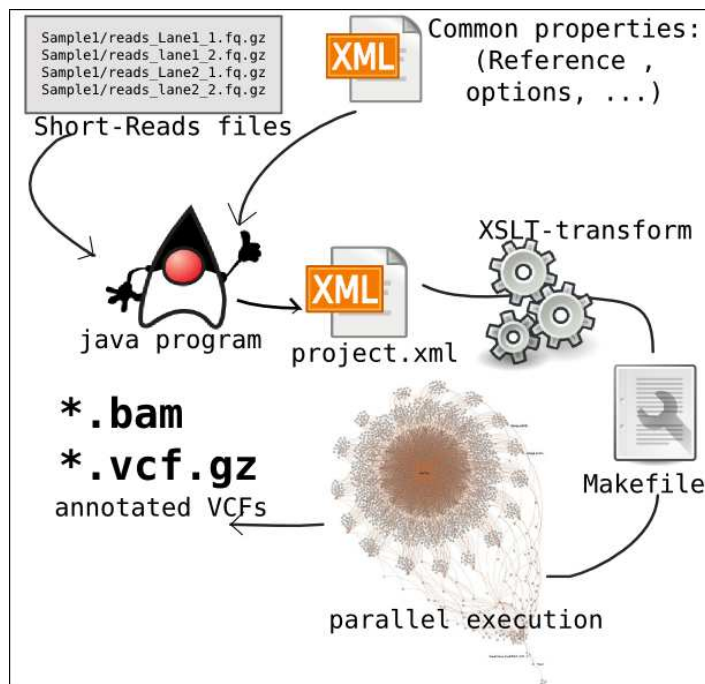 Sample1/reads_Lane1_1.fq.gz
Sample1/reads_lane1_2.fq.gz
Sample1/reads_Lane2_1.fq.gz
Sample1/reads_lane2_2.fq.gz
Short-Reads files
XML
Common properties:
(Reference ,
options, ...)
java program
XML
project.xml
XSLT-transform
Makefile
parallel execution
*.bam
*.vcf.gz
annotated VCFs